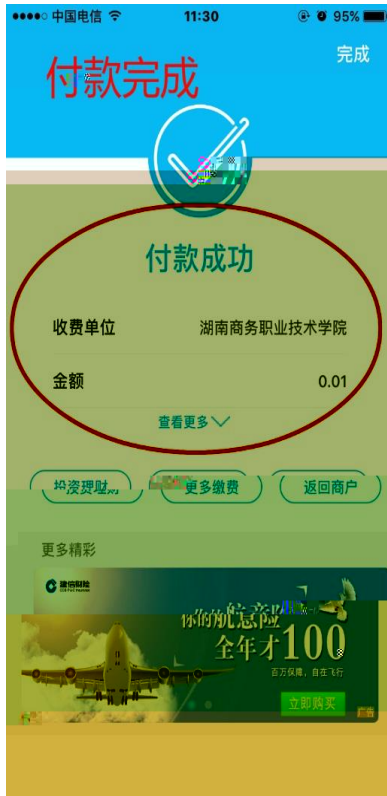 中国电信 11:30 95%
付款完成
完成
付款成功
收费单位 湖南商务职业技术学院
金额 0.01
查看更多
投资理财 更多缴费 返回商户
更多精彩
建信财险
你的航意险
全年才100
百万保障，自在飞行
立即购买
广告